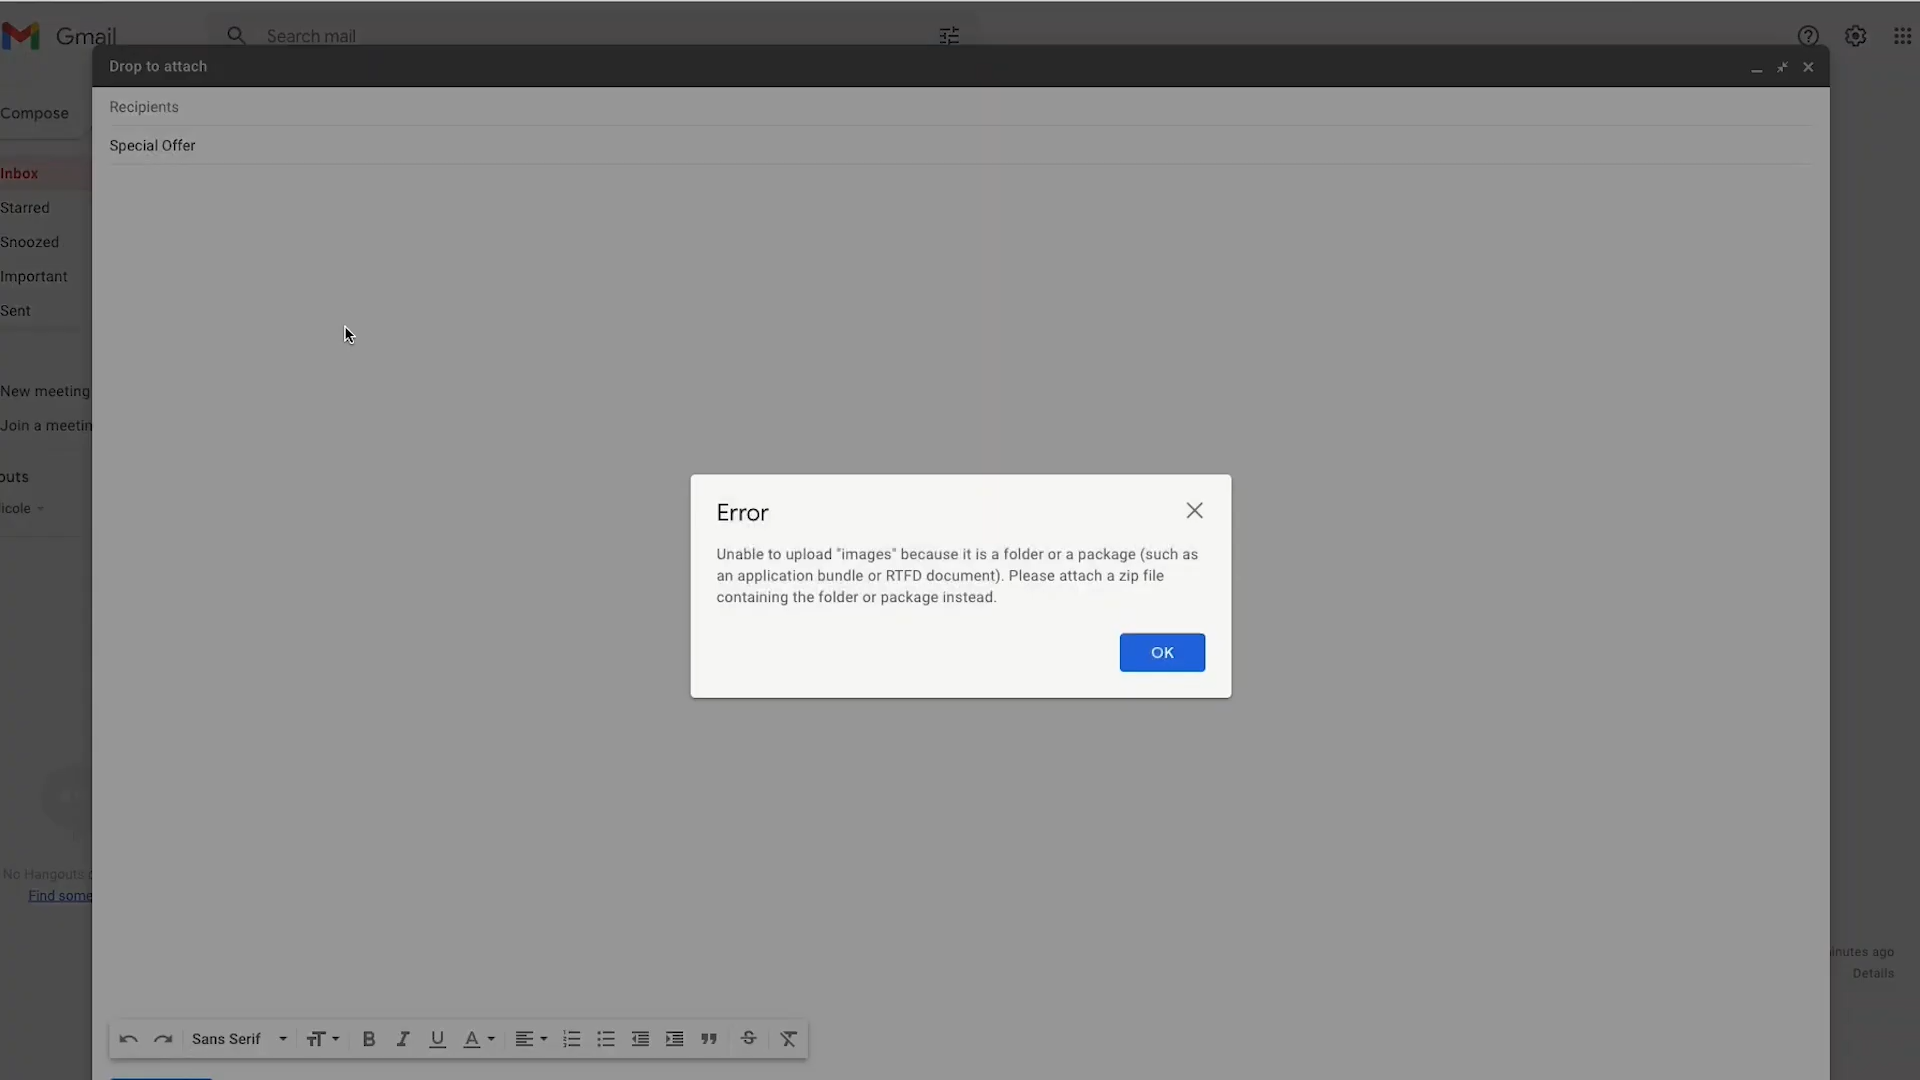 Gmail
Search mail
Drop to attach
Recipients
Compose
Special Offer
Inbox
Starred
Snoozed
Important
Sent
New meeting
Join a meetin
outs
icole
Error
Unable to upload "images" because it is a folder or a package (such as
an application bundle or RTFD document). Please attach a zip file
containing the folder or package instead.
OK
No Hangouts c
Find some
inutes ago
Details
Sans Serif